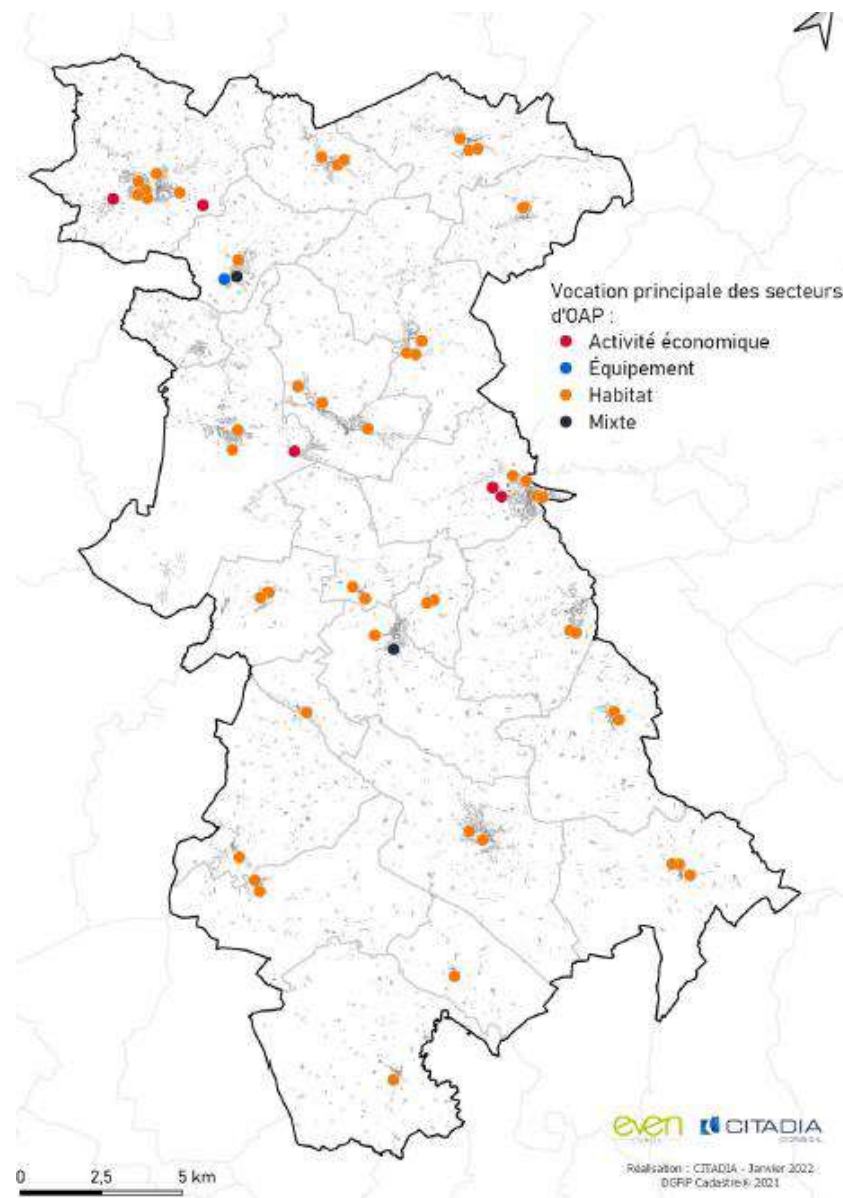 Vocation principale des secteurs
d'OAP :
Activité économique
Équipement
Habitat
Mixte
even
CITADIA
Réalisation : CITADIA - Janvier 2022
DGFiP Cadastre® 2021
0 2,5 5 km